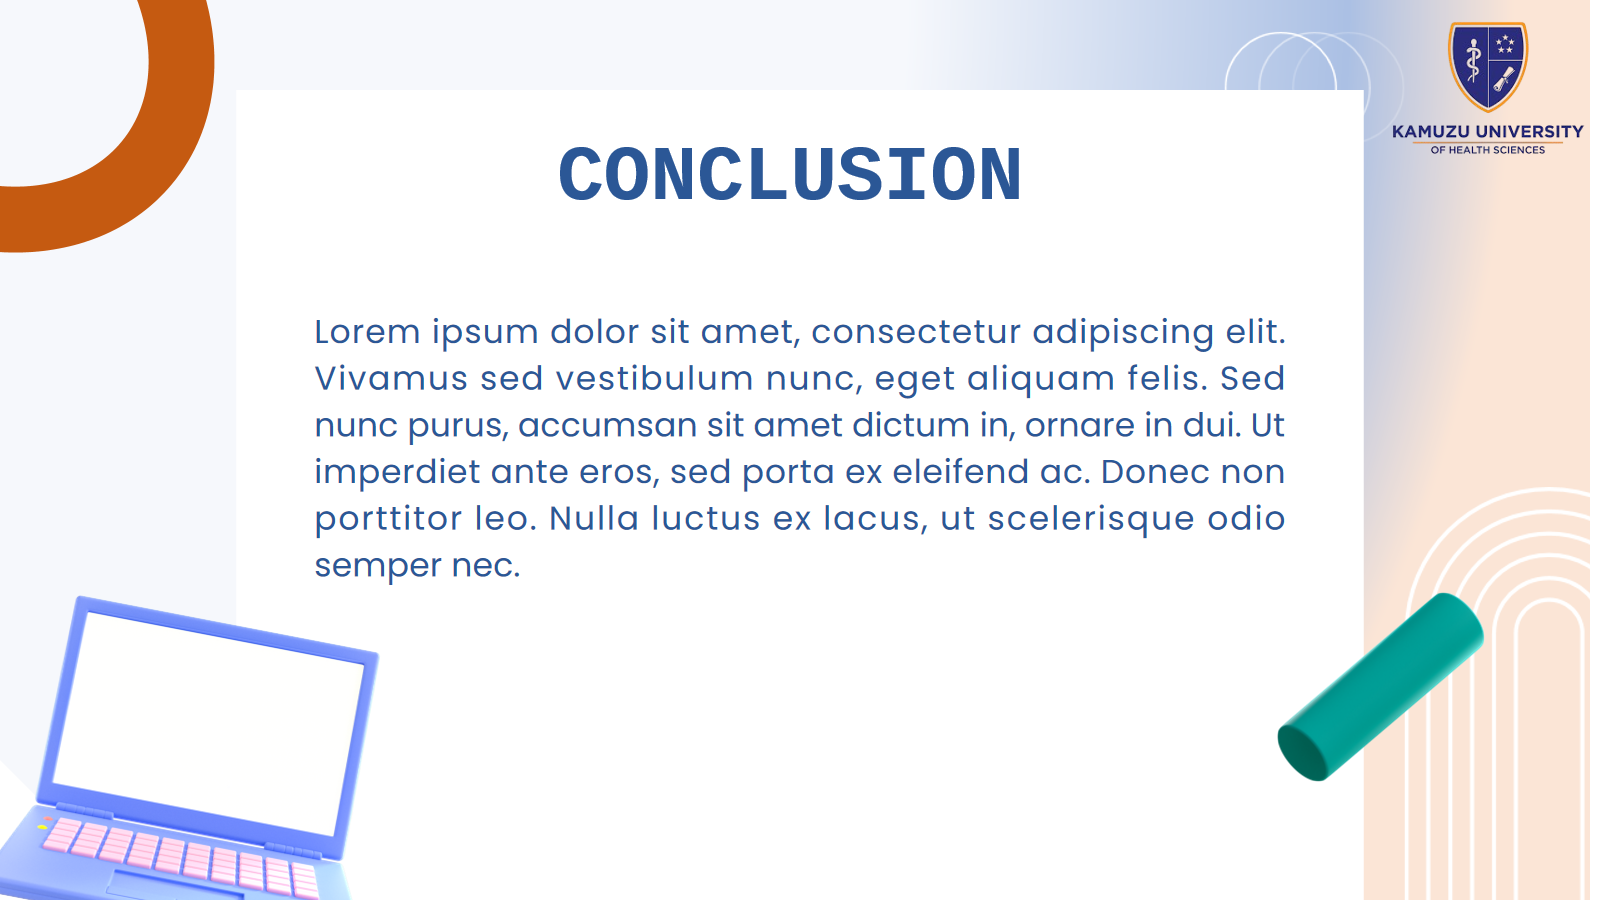 KAMUZU UNIVERSITY
OF HEALTH SCIENCES
CONCLUSION
Lorem ipsum dolor sit amet, consectetur adipiscing elit.
Vivamus sed vestibulum nunc, eget aliquam felis. Sed
nunc purus, accumsan sit amet dictum in, ornare in dui. Ut
imperdiet ante eros, sed porta ex eleifend ac. Donec non
porttitor leo. Nulla luctus ex lacus, ut scelerisque odio
semper nec.